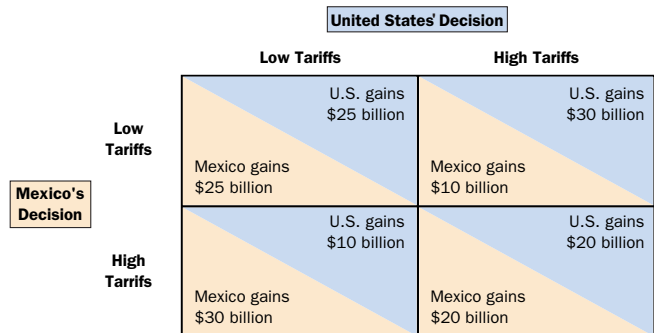 United States' Decision
Low Tariffs
High Tariffs
U.S. gains
$25 billion
U.S. gains
$30 billion
Low
Tariffs
Mexico gains
$25 billion
Mexico gains
$10 billion
Mexico's
Decision
U.S. gains
$10 billion
U.S. gains
$20 billion
High
Tarrifs
Mexico gains
$30 billion
Mexico gains
$20 billion